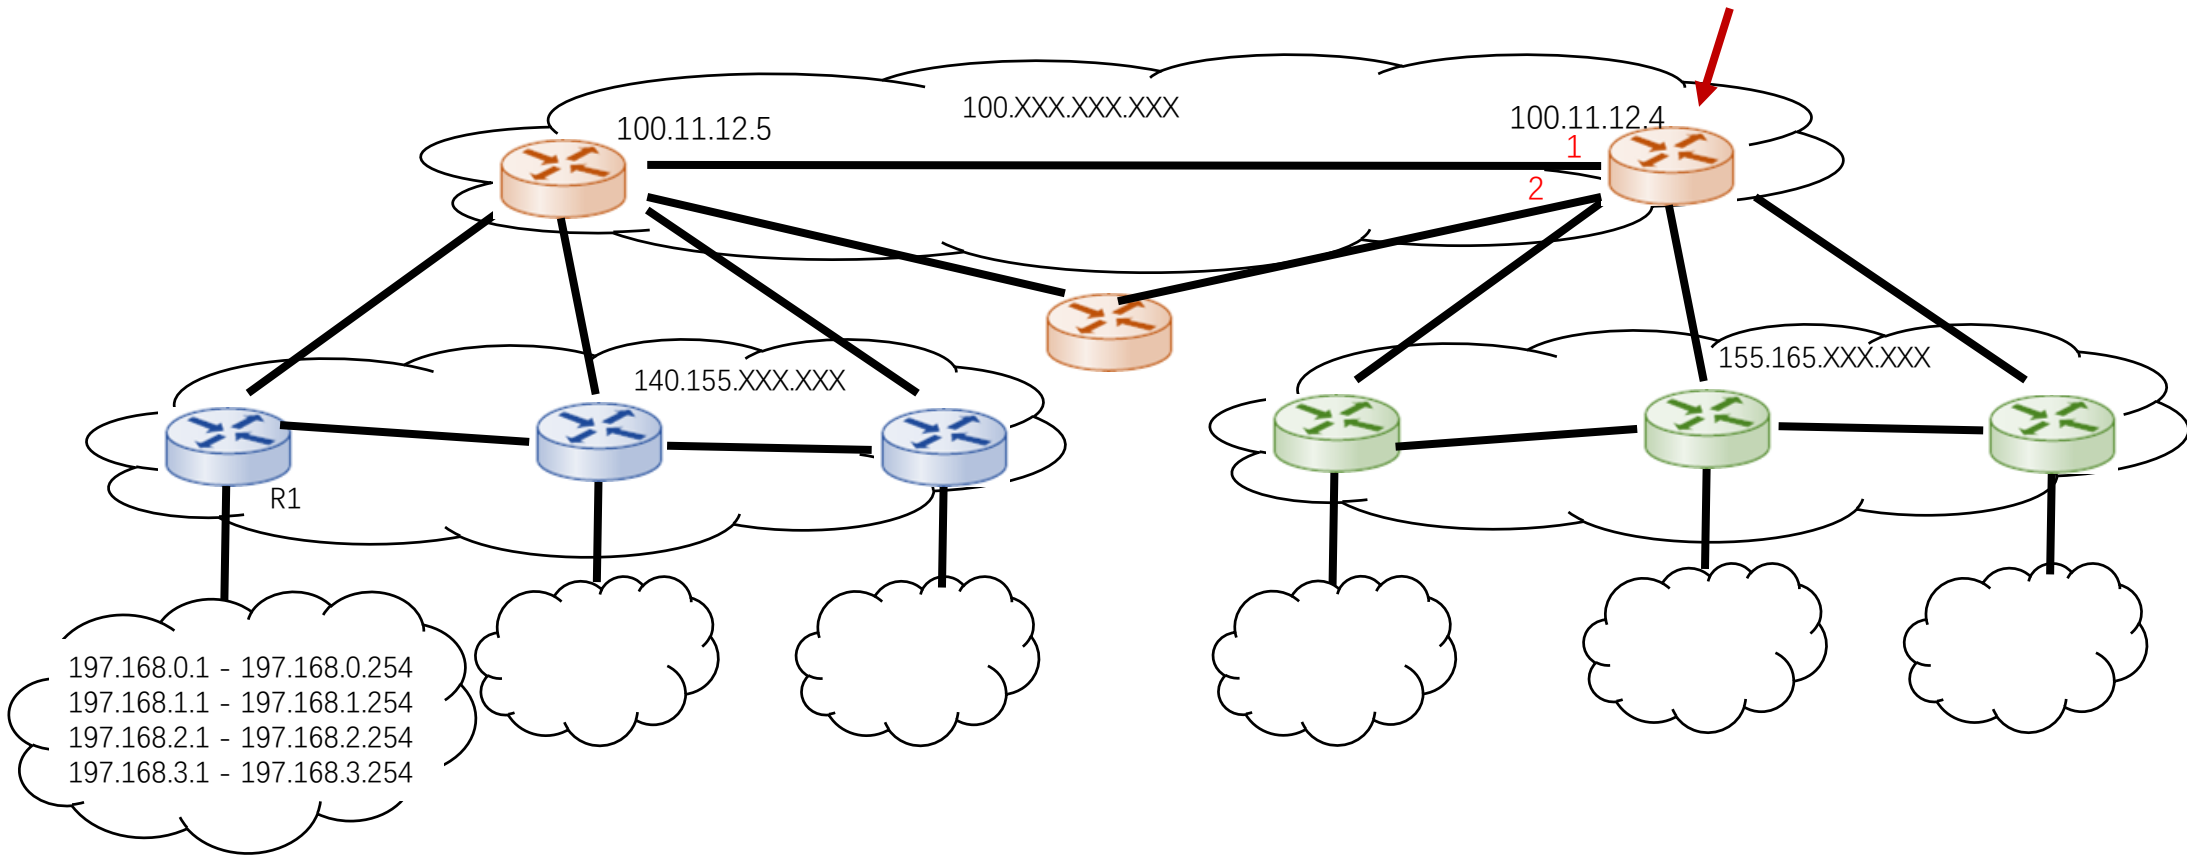 100.XXX.XXX.XXX
100.11.12.5
100.11.12.4
1
2
140.155.XXX.XXX
155.165.XXX.XXX
R1
197.168.0.1 - 197.168.0.254
197.168.1.1 - 197.168.1.254
197.168.2.1 - 197.168.2.254
197.168.3.1 - 197.168.3.254